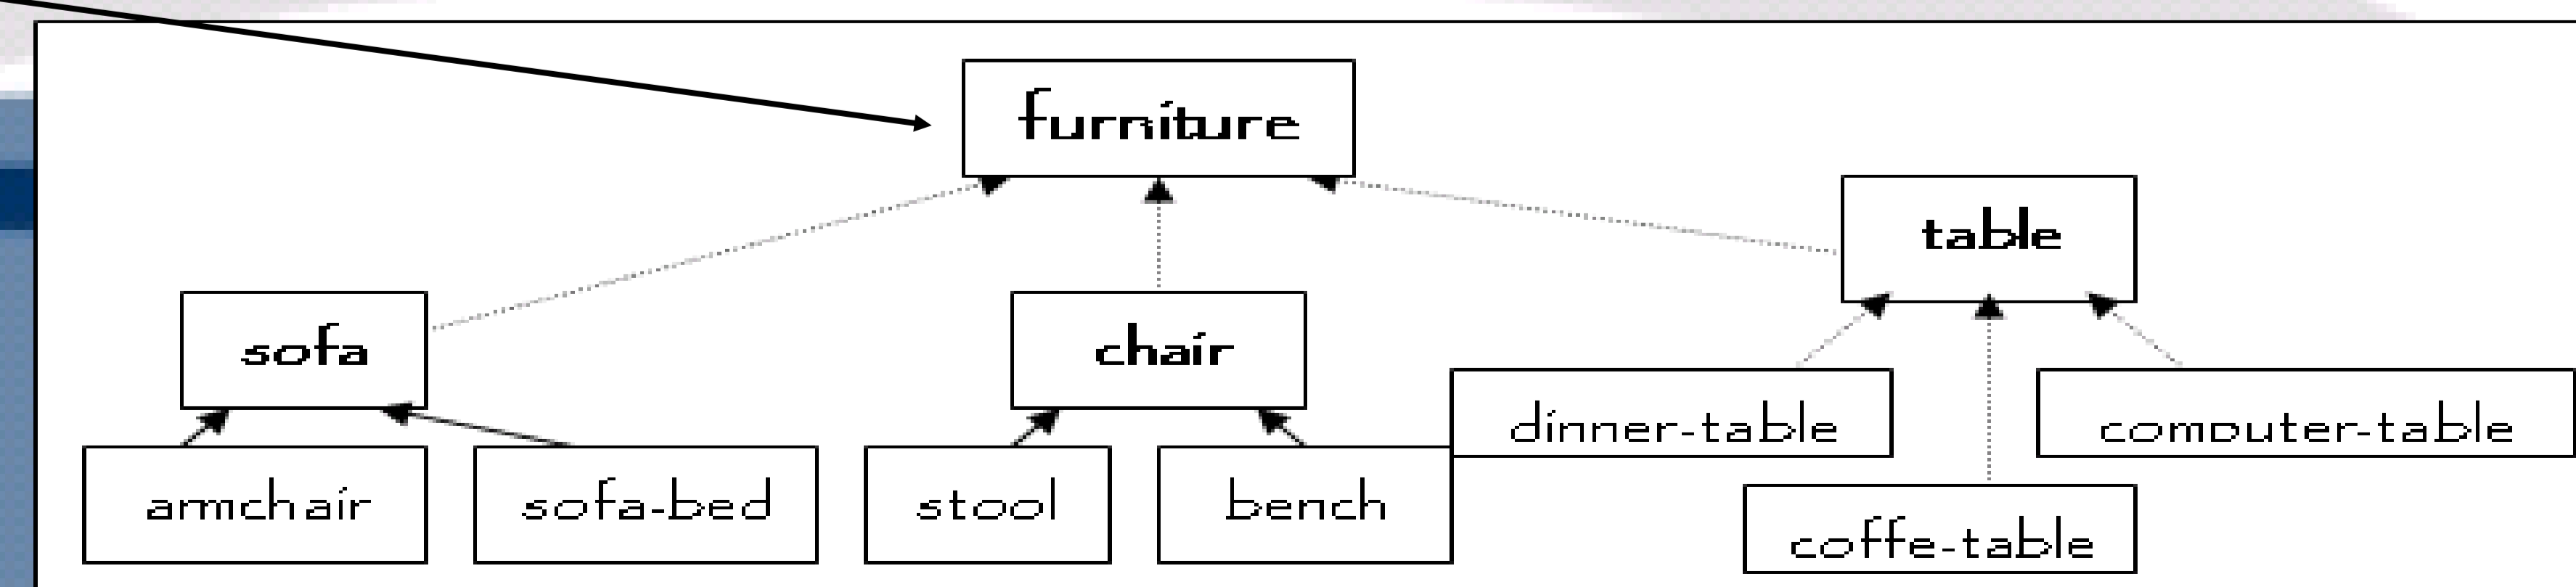 furniture
table
sofa
chair
dinner-table
computer-table
armchair
sofa-bed
stool
bench
coffe-table